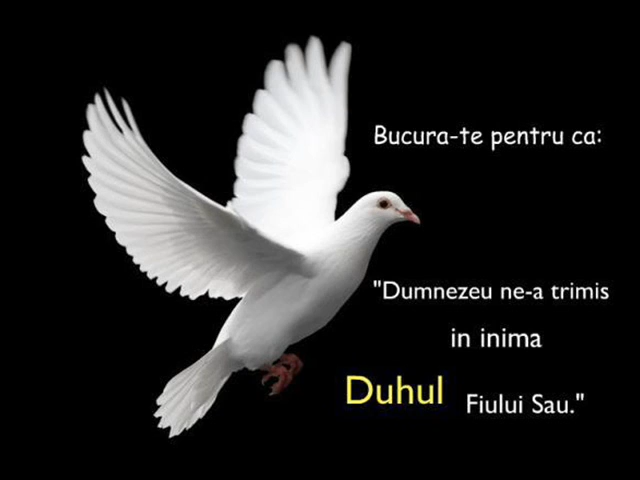 Bucura-te pentru ca:
"Dumnezeu ne-a trimis
in inima
Duhul Fiului Sau."